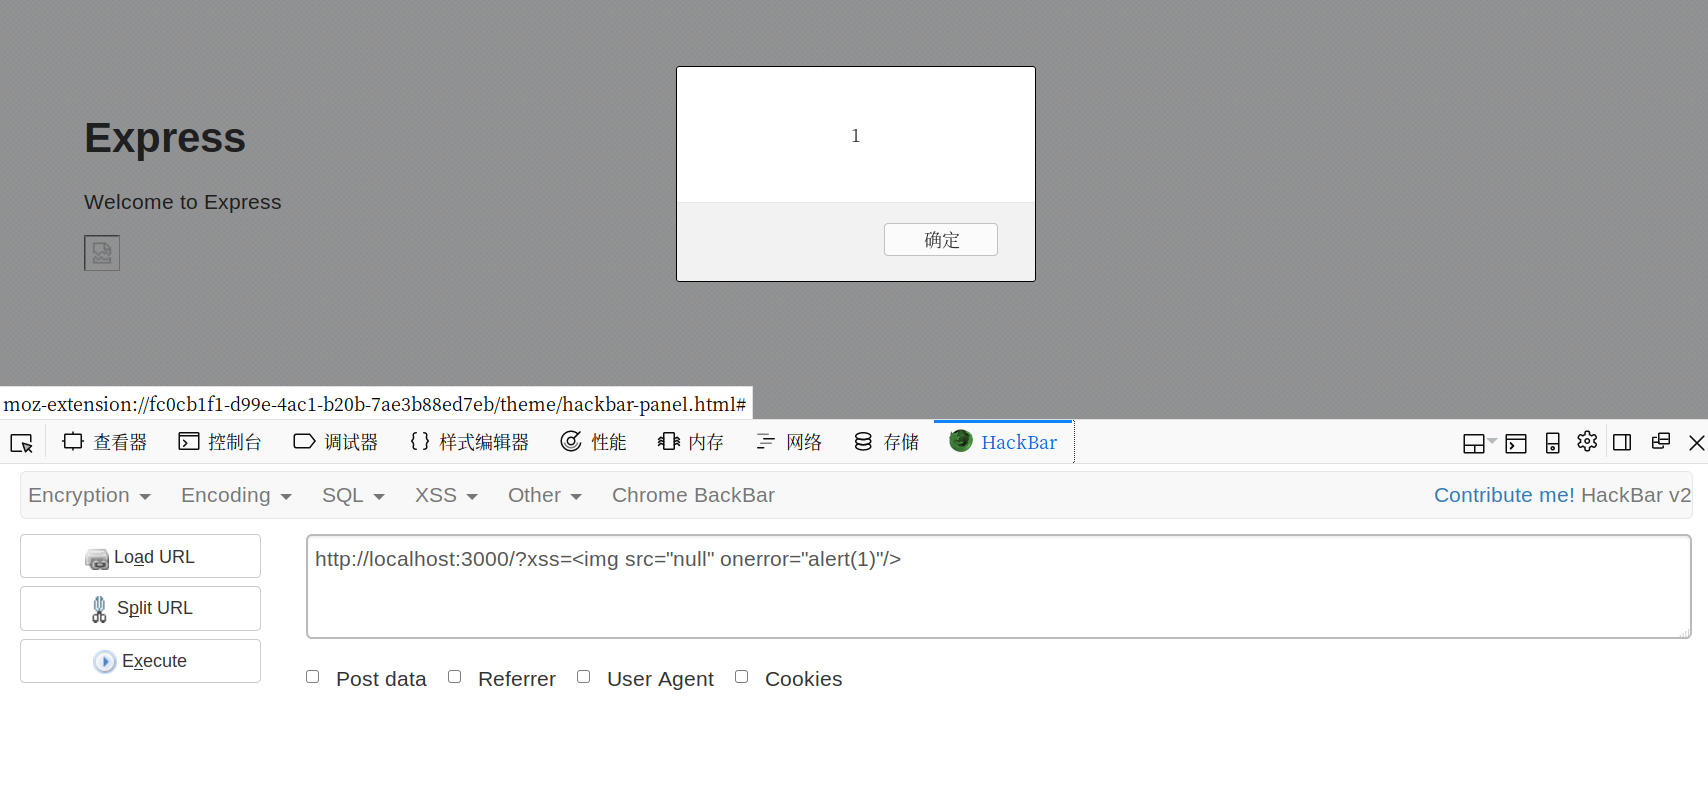 Express
Welcome to Express
1
确定
moz-extension://fc0cb1f1-d99e-4ac1-b20b-7ae3b88ed7eb/theme/hackbar-panel.html#
查看器 控制台 调试器 样式编辑器 性能 内存 网络 存储 HackBar
Encryption Encoding SQL XSS Other Chrome BackBar Contribute me! HackBar v2
Load URL
http://localhost:3000/?xss=<img src="null" onerror="alert(1)"/>
Split URL
Execute
Post data Referrer User Agent Cookies